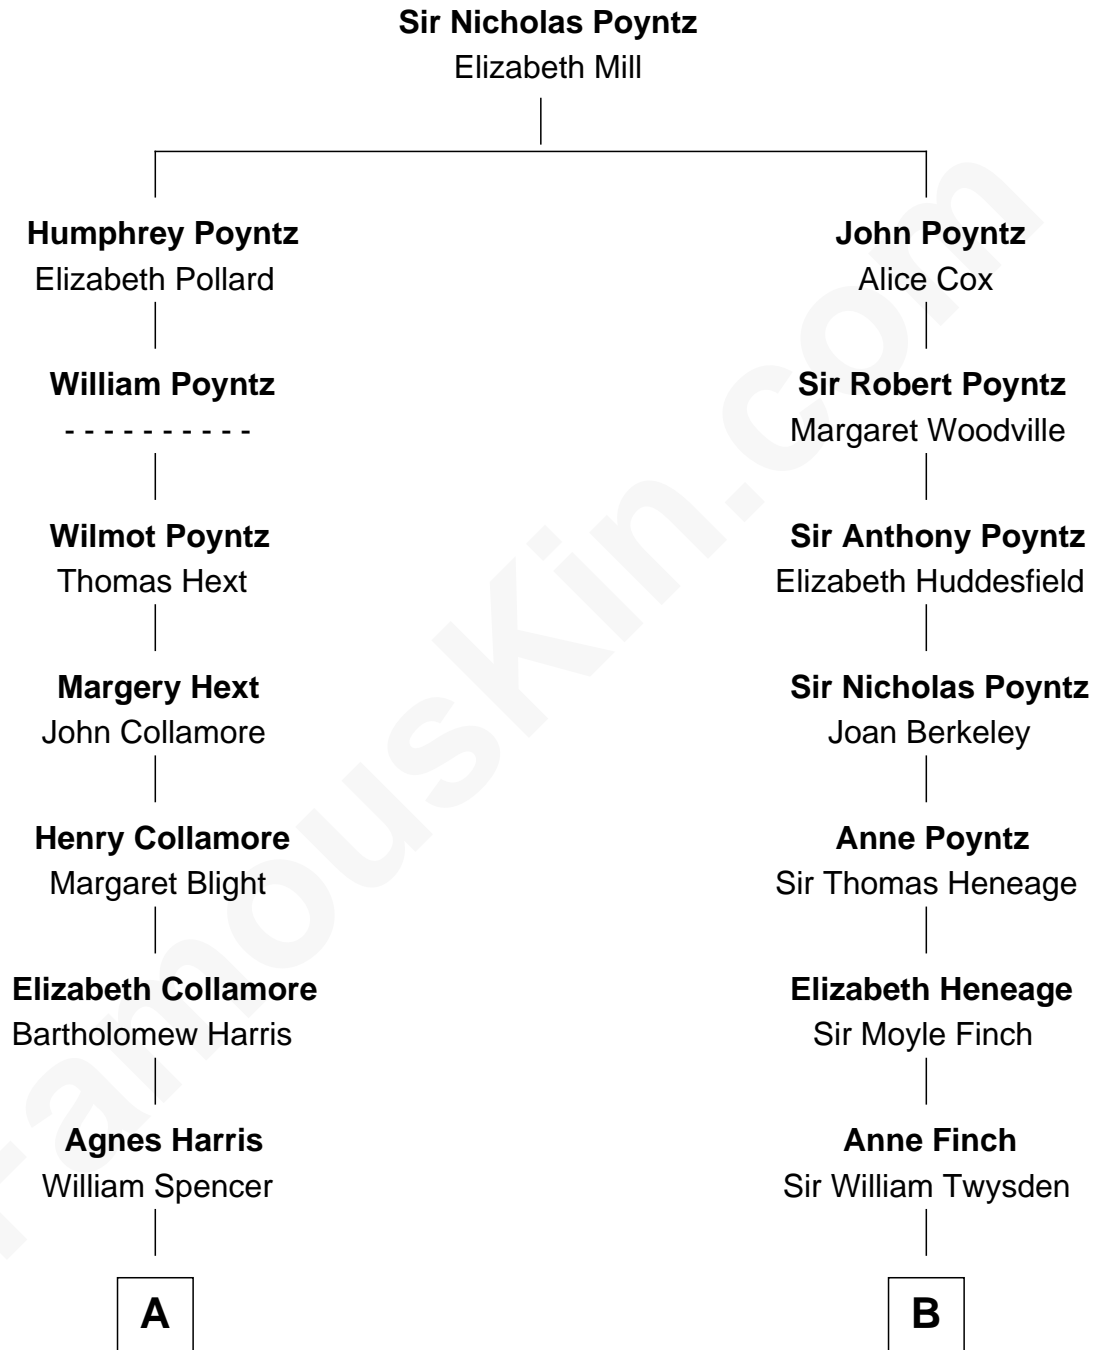 Sir Nicholas Poyntz
Elizabeth Mill
Humphrey Poyntz
Elizabeth Pollard
John Poyntz
Alice Cox
William Poyntz
- - - - - - - - - -
Sir Robert Poyntz
Margaret Woodville
Wilmot Poyntz
Thomas Hext
Sir Anthony Poyntz
Elizabeth Huddesfield
Margery Hext
John Collamore
Sir Nicholas Poyntz
Joan Berkeley
Henry Collamore
Margaret Blight
Anne Poyntz
Sir Thomas Heneage
Elizabeth Collamore
Bartholomew Harris
Elizabeth Heneage
Sir Moyle Finch
Agnes Harris
William Spencer
Anne Finch
Sir William Twysden
A
B
FamousKin.com